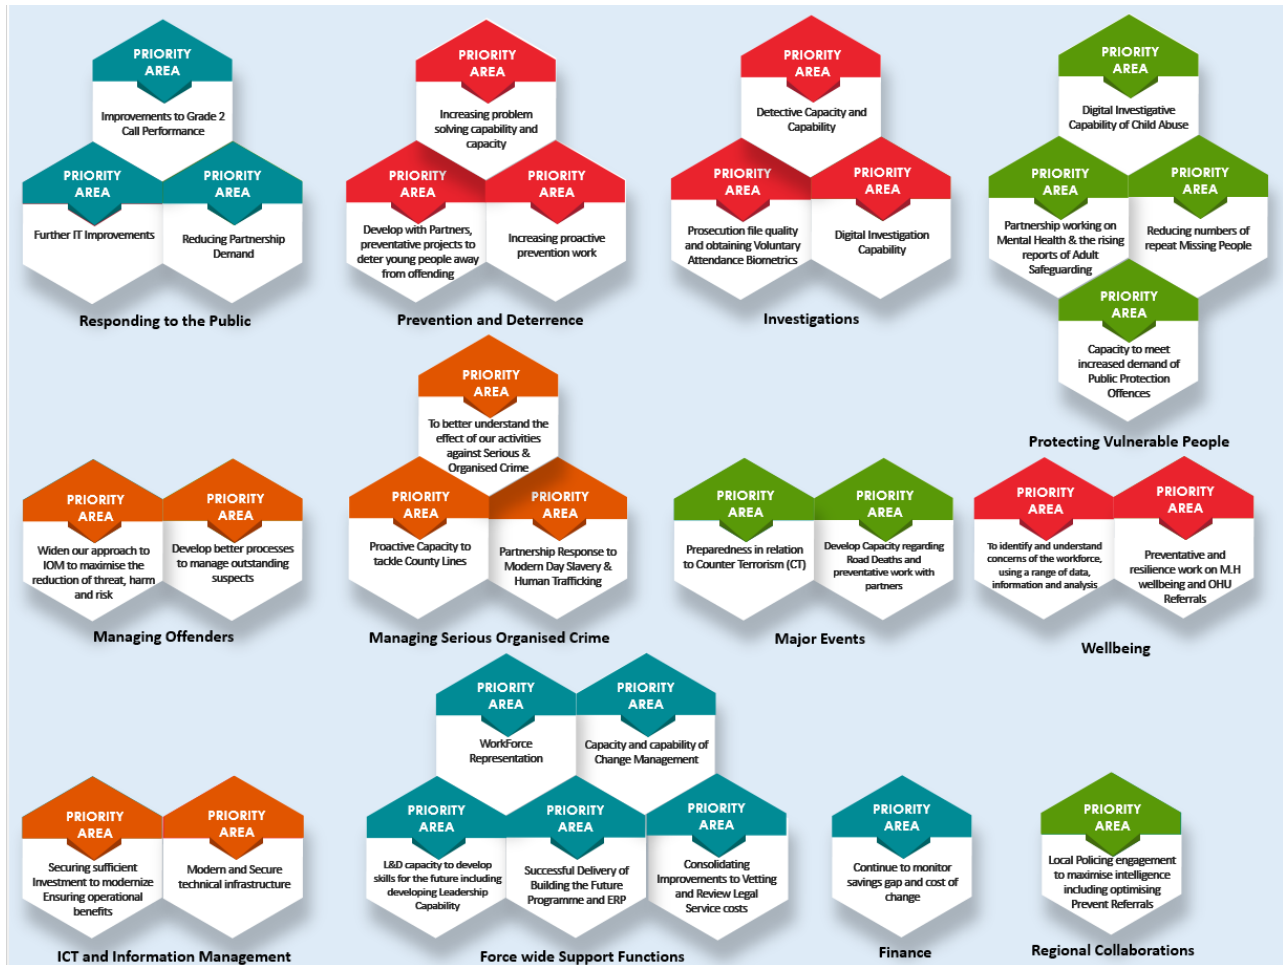 PRIORITY
AREA
Improvements to Grade 2
Call Performance
PRIORITY
AREA
Further IT Improvements
PRIORITY
AREA
Reducing Partnership
Demand
Responding to the Public
PRIORITY
AREA
Increasing problem
solving capability and
capacity
PRIORITY
AREA
Develop with Partners,
preventative projects to
deter young people away
from offending
PRIORITY
AREA
Increasing proactive
prevention work
Prevention and Deterrence
PRIORITY
AREA
Detective Capacity and
Capability
PRIORITY
AREA
Prosecution file quality
and obtaining Voluntary
Attendance Biometrics
PRIORITY
AREA
Digital Investigation
Capability
Investigations
PRIORITY
AREA
Digital Investigative
Capability of Child Abuse
PRIORITY
AREA
Partnership working on
Mental Health & the rising
reports of Adult
Safeguarding
PRIORITY
AREA
Reducing numbers of
repeat Missing People
PRIORITY
AREA
Capacity to meet
increased demand of
Public Protection
Offences
Protecting Vulnerable People
PRIORITY
AREA
Widen our approach to
IOM to maximise the
reduction of threat, harm
and risk
PRIORITY
AREA
Develop better processes
to manage outstanding
suspects
Managing Offenders
PRIORITY
AREA
To better understand the
effect of our activities
against Serious &
Organised Crime
PRIORITY
AREA
Proactive Capacity to
tackle County Lines
PRIORITY
AREA
Partnership Response to
Modern Day Slavery &
Human Trafficking
Managing Serious Organised Crime
PRIORITY
AREA
Preparedness in relation
to Counter Terrorism (CT)
PRIORITY
AREA
Develop Capacity regarding
Road Deaths and
preventative work with
partners
Major Events
PRIORITY
AREA
To identify and understand
concerns of the workforce,
using a range of data,
information and analysis
PRIORITY
AREA
Preventative and
resilience work on M.H
wellbeing and OHU
Referrals
Wellbeing
PRIORITY
AREA
Securing sufficient
Investment to modernize
Ensuring operational
benefits
PRIORITY
AREA
Modern and Secure
technical infrastructure
ICT and Information Management
PRIORITY
AREA
WorkForce
Representation
PRIORITY
AREA
Capacity and capability of
Change Management
PRIORITY
AREA
L&D capacity to develop
skills for the future including
developing Leadership
Capability
PRIORITY
AREA
Successful Delivery of
Building the Future
Programme and ERP
PRIORITY
AREA
Consolidating
Improvements to Vetting
and Review Legal
Service costs
Force wide Support Functions
PRIORITY
AREA
Continue to monitor
savings gap and cost of
change
Finance
PRIORITY
AREA
Local Policing engagement
to maximise intelligence
including optimising
Prevent Referrals
Regional Collaborations